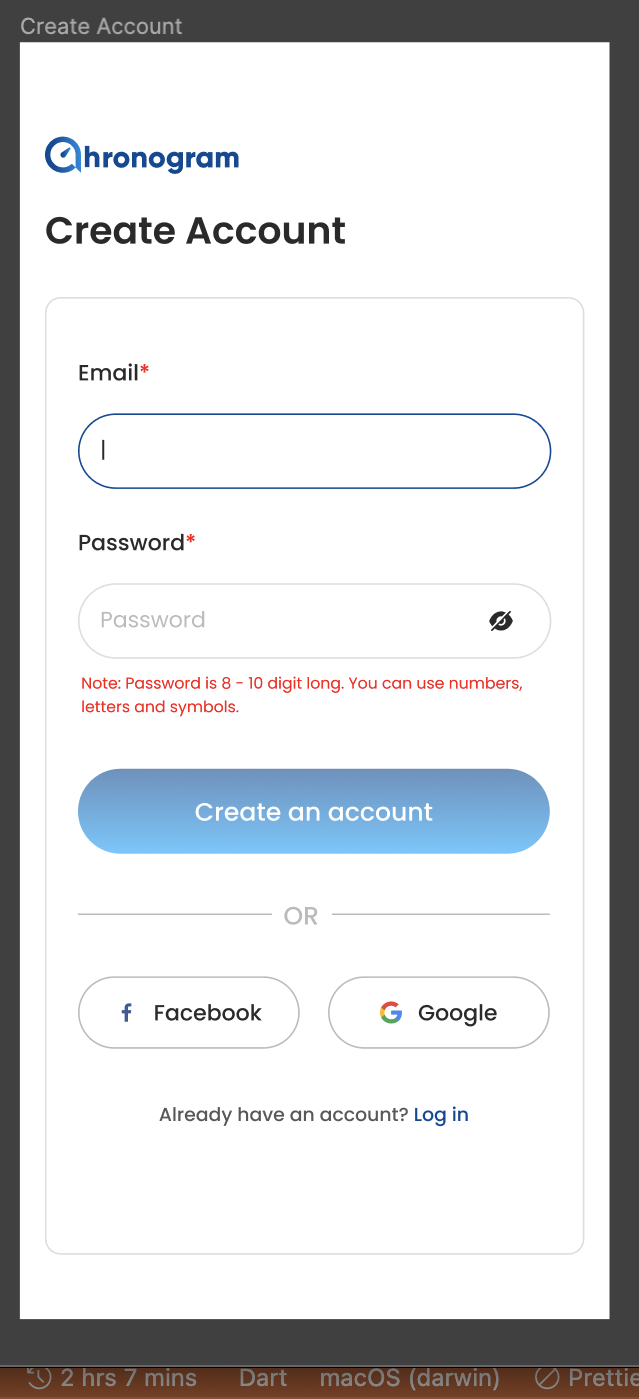 Create Account
Chronogram
Create Account
Email*
Password*
Password
Note: Password is 8 - 10 digit long. You can use numbers,
letters and symbols.
Create an account
OR
Facebook
Google
Already have an account? Log in
2 hrs 7 mins Dart macOS (darwin)